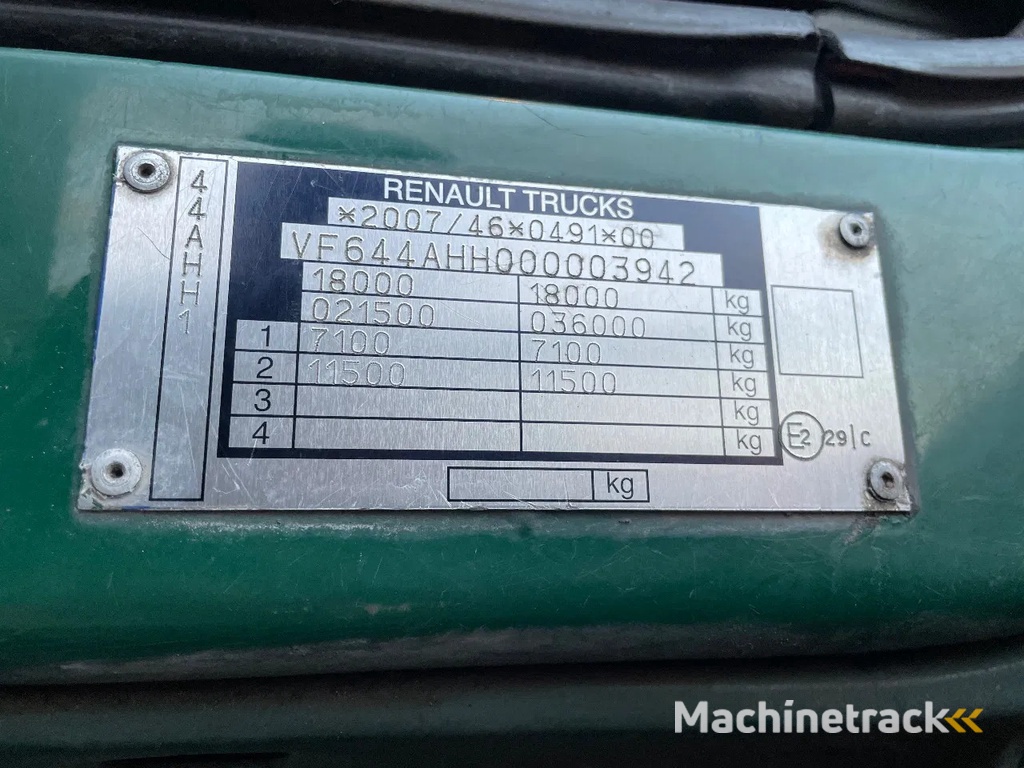 44AHH1
RENAULT TRUCKS
*2007/46*0491*00
VF644AHH000003942
18000 18000 kg
021500 036000 kg
1 7100 7100 kg
2 11500 11500 kg
3 kg
4 kg
E2 29|C
kg
Machinetrack